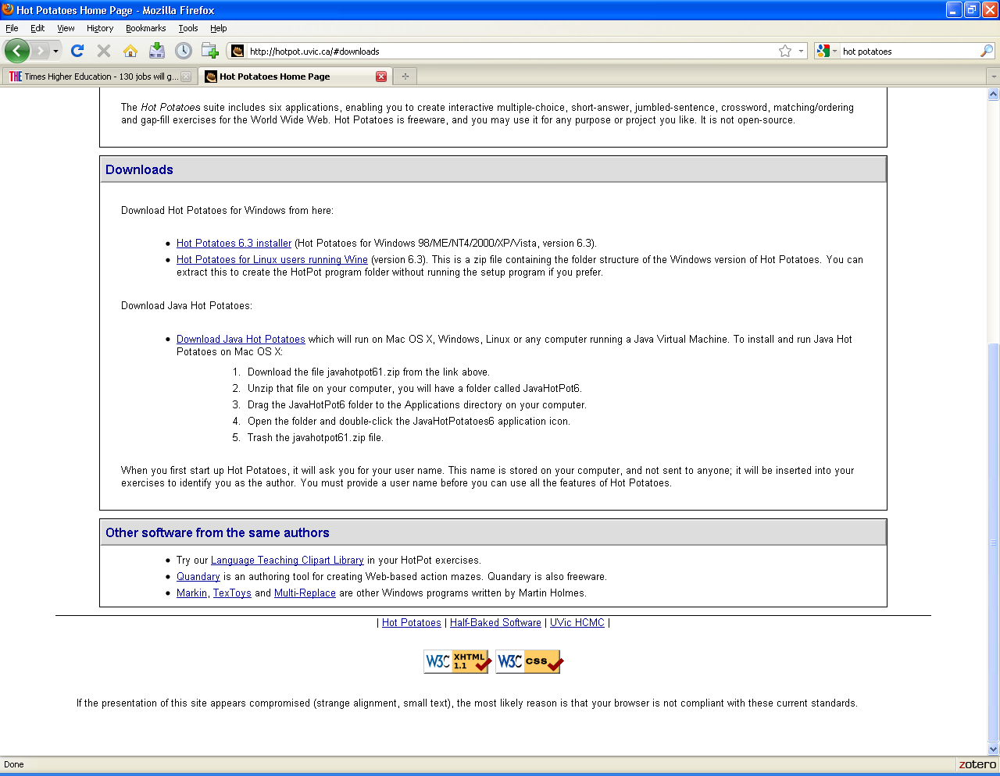 Hot Potatoes Home Page - Mozilla Firefox
File Edit View History Bookmarks Tools Help
http://hotpot.uvic.ca/#downloads
hot potatoes
THE Times Higher Education - 130 jobs will g...
Hot Potatoes Home Page
The Hot Potatoes suite includes six applications, enabling you to create interactive multiple-choice, short-answer, jumbled-sentence, crossword, matching/ordering
and gap-fill exercises for the World Wide Web. Hot Potatoes is freeware, and you may use it for any purpose or project you like. It is not open-source.
Downloads
Download Hot Potatoes for Windows from here:
• Hot Potatoes 6.3 installer (Hot Potatoes for Windows 98/ME/NT4/2000/XP/Vista, version 6.3).
• Hot Potatoes for Linux users running Wine (version 6.3). This is a zip file containing the folder structure of the Windows version of Hot Potatoes. You can
extract this to create the HotPot program folder without running the setup program if you prefer.
Download Java Hot Potatoes:
• Download Java Hot Potatoes which will run on Mac OS X, Windows, Linux or any computer running a Java Virtual Machine. To install and run Java Hot
Potatoes on Mac OS X:
1. Download the file javahotpot61.zip from the link above.
2. Unzip that file on your computer, you will have a folder called JavaHotPot6.
3. Drag the JavaHotPot6 folder to the Applications directory on your computer.
4. Open the folder and double-click the JavaHotPotatoes6 application icon.
5. Trash the javahotpot61.zip file.
When you first start up Hot Potatoes, it will ask you for your user name. This name is stored on your computer, and not sent to anyone; it will be inserted into your
exercises to identify you as the author. You must provide a user name before you can use all the features of Hot Potatoes.
Other software from the same authors
• Try our Language Teaching Clipart Library in your HotPot exercises.
• Quandary is an authoring tool for creating Web-based action mazes. Quandary is also freeware.
• Markin, TexToys and Multi-Replace are other Windows programs written by Martin Holmes.
| Hot Potatoes | Half-Baked Software | UVic HCMC |
W3C XHTML 1.1 W3C css
If the presentation of this site appears compromised (strange alignment, small text), the most likely reason is that your browser is not compliant with these current standards.
Done
zotero